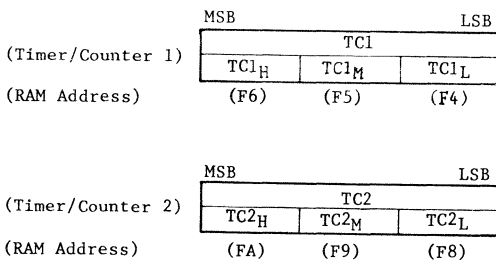 MSB LSB
(Timer/Counter 1) TC1
TC1H TC1M TC1L
(RAM Address) (F6) (F5) (F4)
MSB LSB
(Timer/Counter 2) TC2
TC2H TC2M TC2L
(RAM Address) (FA) (F9) (F8)